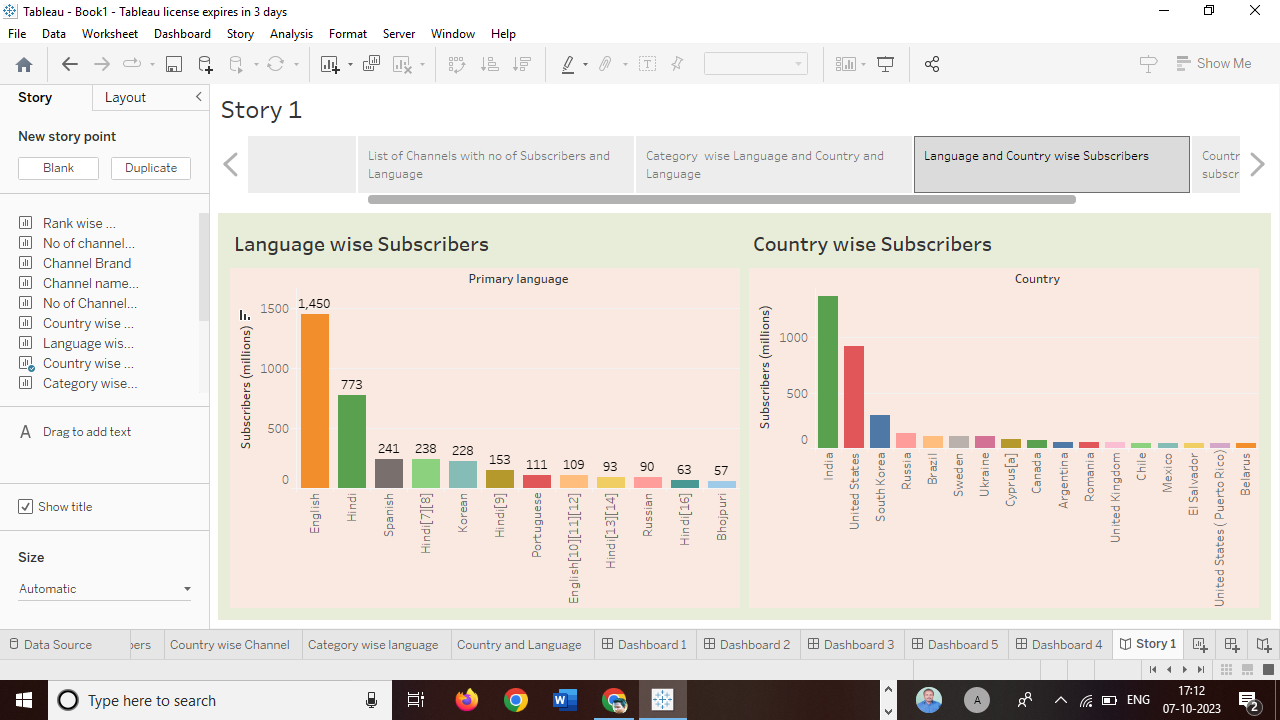 Tableau - Book1 - Tableau license expires in 3 days
File Data Worksheet Dashboard Story Analysis Format Server Window Help
Show Me
Story Layout
New story point
Blank Duplicate
Rank wise ...
No of channel...
Channel Brand
Channel name...
No of Channel...
Country wise ...
Language wis...
Country wise ...
Category wise...
A Drag to add text
Show title
Size
Automatic
Story 1
List of Channels with no of Subscribers and
Language
Category wise Language and Country and
Language
Language and Country wise Subscribers
Countr
subscr
Language wise Subscribers
Primary language
Subscribers (millions)
1500
1000
500
0
1,450
773
241
238
228
153
111
109
93
90
63
57
English
Hindi
Spanish
Hindi[7][8]
Korean
Hindi[9]
Portuguese
English[10][11][12]
Hindi[13][14]
Russian
Hindi[16]
Bhojpuri
Country wise Subscribers
Country
Subscribers (millions)
1000
500
0
India
United States
South Korea
Russia
Brazil
Sweden
Ukraine
Cyprus[a]
Canada
Argentina
Romania
United Kingdom
Chile
Mexico
El Salvador
United States ( Puerto Rico)
Belarus
Data Source bers Country wise Channel Category wise language Country and Language Dashboard 1 Dashboard 2 Dashboard 3 Dashboard 5 Dashboard 4 Story 1
Type here to search
W
A
ENG
17:12
07-10-2023
2